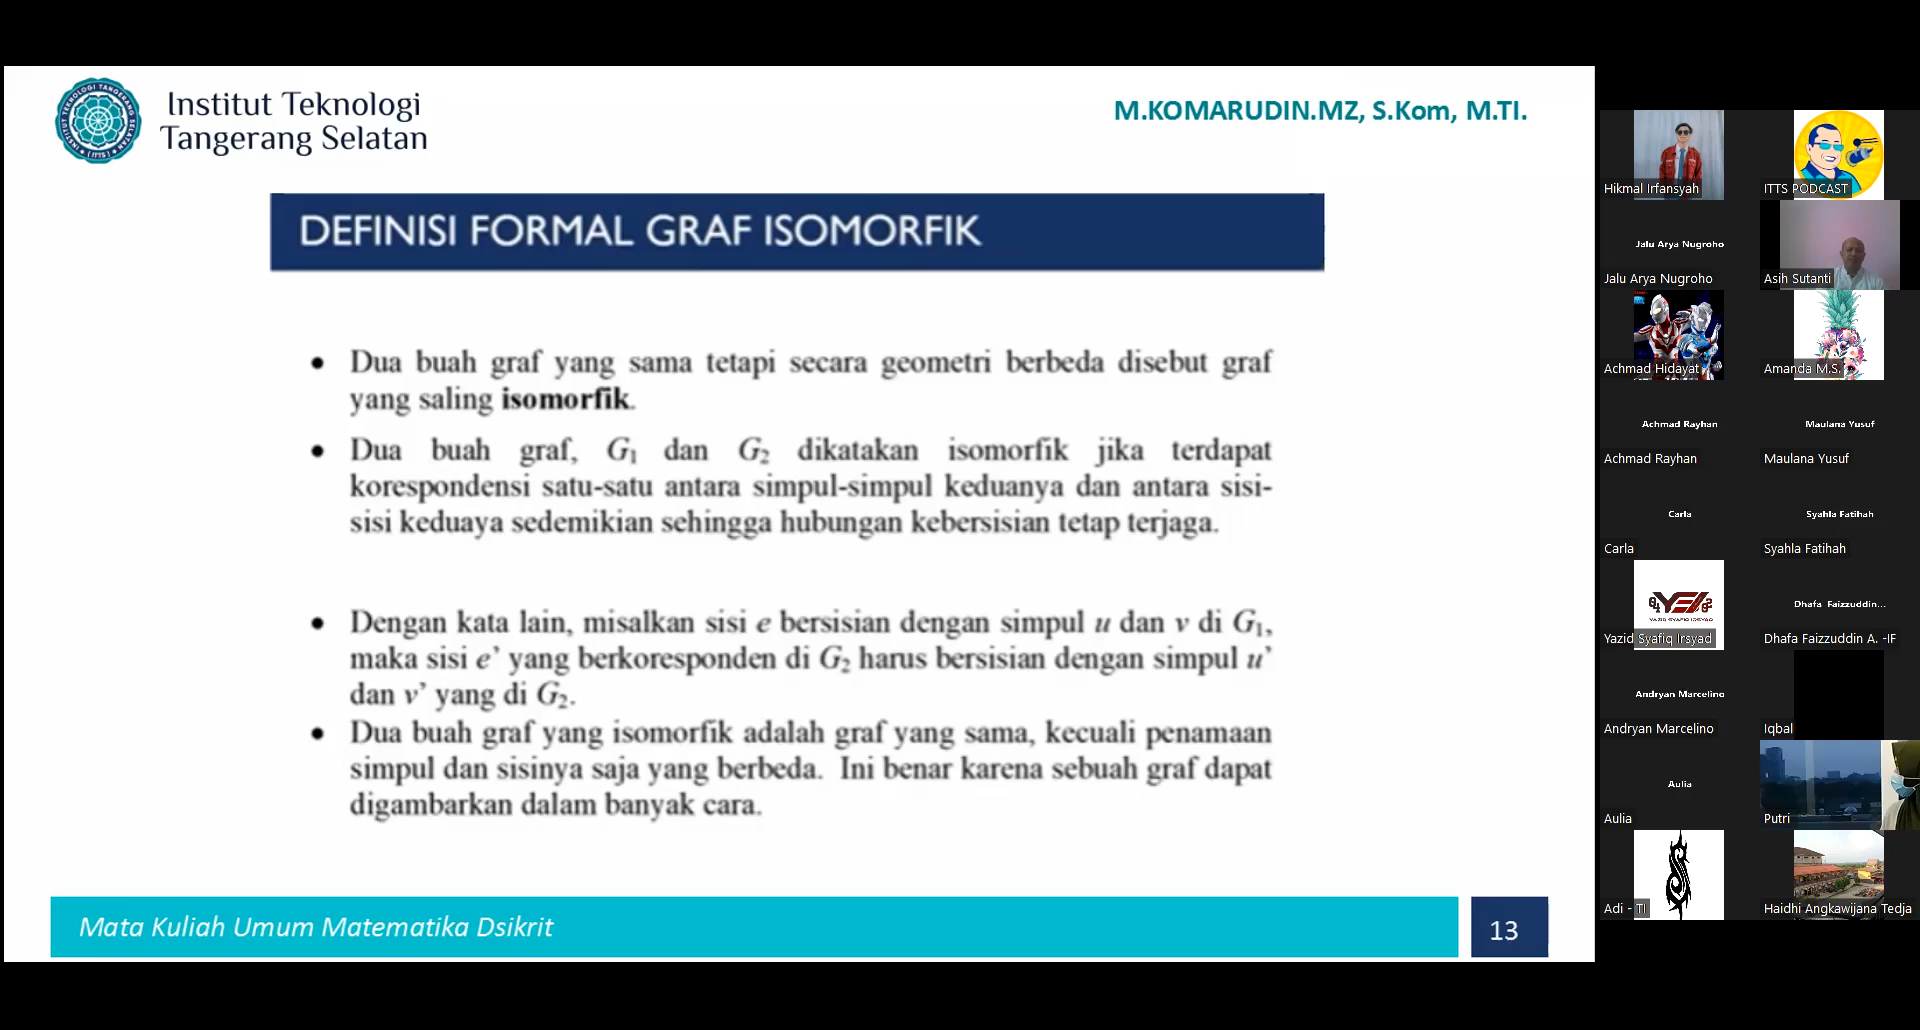 Institut Teknologi
Tangerang Selatan
M.KOMARUDIN.MZ, S.Kom, M.TI.
DEFINISI FORMAL GRAF ISOMORFIK
• Dua buah graf yang sama tetapi secara geometri berbeda disebut graf
yang saling isomorfik.
• Dua buah graf, G₁ dan G₂ dikatakan isomorfik jika terdapat
korespondensi satu-satu antara simpul-simpul keduanya dan antara sisi-
sisi keduaya sedemikian sehingga hubungan kebersisian tetap terjaga.
• Dengan kata lain, misalkan sisi e bersisian dengan simpul u dan v di G₁,
maka sisi e’ yang berkoresponden di G₂ harus bersisian dengan simpul u’
dan v’ yang di G₂.
• Dua buah graf yang isomorfik adalah graf yang sama, kecuali penamaan
simpul dan sisinya saja yang berbeda. Ini benar karena sebuah graf dapat
digambarkan dalam banyak cara.
Mata Kuliah Umum Matematika Dsikrit
13
Hikmal Irfansyah
ITTS PODCAST
Jalu Arya Nugroho
Jalu Arya Nugroho
Asih Sutanti
Achmad Hidayat
Amanda M.S.
Achmad Rayhan
Achmad Rayhan
Maulana Yusuf
Maulana Yusuf
Carla
Carla
Syahla Fatihah
Syahla Fatihah
YEI
YAZID SYAFIQ IRSYAD
Yazid Syafiq Irsyad
Dhafa Faizzuddin...
Dhafa Faizzuddin A. -IF
Andryan Marcelino
Andryan Marcelino
Iqbal
Aulia
Aulia
Putri
Adi - TI
Haidhi Angkawijana Tedja